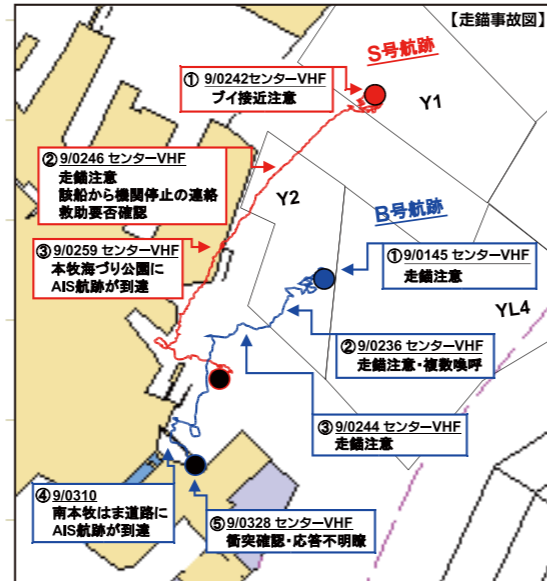 【走錨事故図】
S号航跡
① 9/0242センターVHF
ブイ接近注意
Y1
② 9/0246 センターVHF
走錨注意
該船から機関停止の連絡
救助要否確認
Y2
B号航跡
③ 9/0259 センターVHF
本牧海づり公園に
AIS航跡が到達
①9/0145 センターVHF
走錨注意
YL4
②9/0236 センターVHF
走錨注意・複数喚呼
③9/0244 センターVHF
走錨注意
④ 9/0310
南本牧はま道路に
AIS航跡が到達
⑤9/0328 センターVHF
衝突確認・応答不明瞭